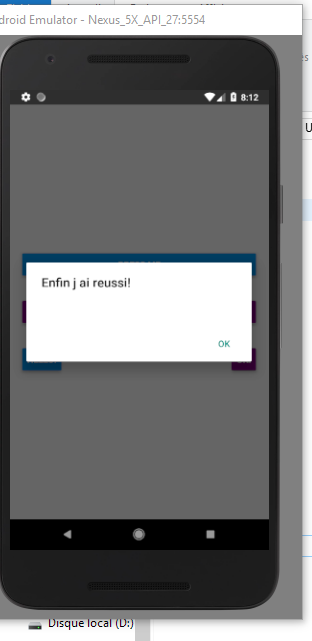 droid Emulator - Nexus_5X_API_27:5554
8:12
Enfin j ai reussi!
OK
U
Disque local (D:)